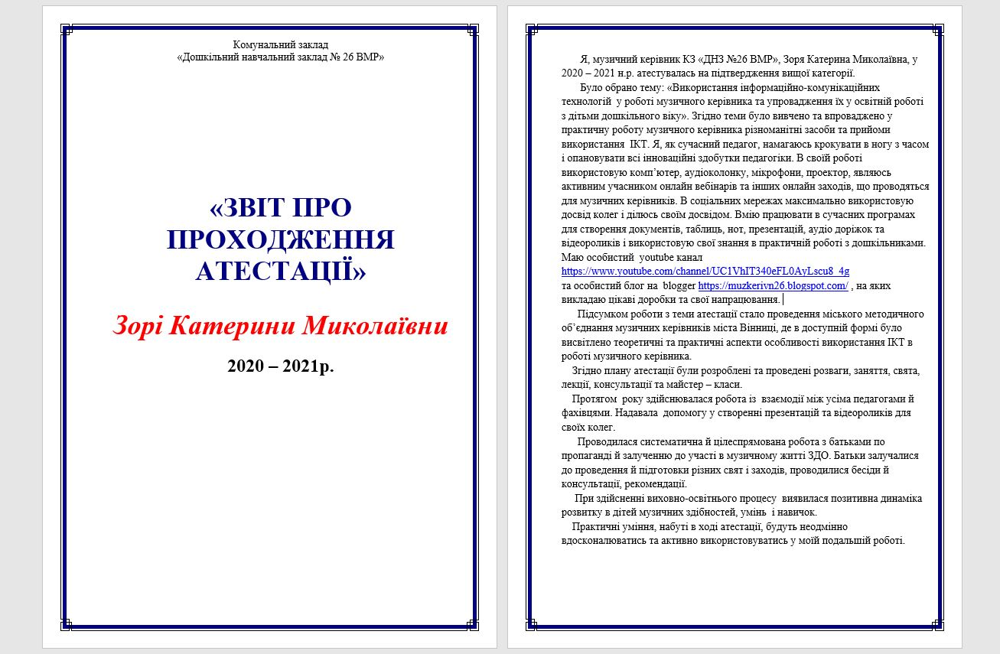 Комунальний заклад
«Дошкільний навчальний заклад № 26 ВМР»
«ЗВІТ ПРО
ПРОХОДЖЕННЯ
АТЕСТАЦІЇ»
Зорі Катерини Миколаївни
2020 – 2021р.
Я, музичний керівник КЗ «ДНЗ №26 ВМР», Зоря Катерина Миколаївна, у
2020 – 2021 н.р. атестувалась на підтвердження вищої категорії.
Було обрано тему: «Використання інформаційно-комунікаційних
технологій у роботі музичного керівника та упровадження їх у освітній роботі
з дітьми дошкільного віку». Згідно теми було вивчено та впроваджено у
практичну роботу музичного керівника різноманітні засоби та прийоми
використання ІКТ. Я, як сучасний педагог, намагаюсь крокувати в ногу з часом
і опановувати всі інноваційні здобутки педагогіки. В своїй роботі
використовую комп’ютер, аудіоколонку, мікрофони, проектор, являюсь
активним учасником онлайн вебінарів та інших онлайн заходів, що проводяться
для музичних керівників. В соціальних мережах максимально використовую
досвід колег і ділюсь своїм досвідом. Вмію працювати в сучасних програмах
для створення документів, таблиць, нот, презентацій, аудіо доріжок та
відеороликів і використовую свої знання в практичній роботі з дошкільниками.
Маю особистий youtube канал
https://www.youtube.com/channel/UC1VhIT340eFL0AyLscu8_4g
та особистий блог на blogger https://muzkerivn26.blogspot.com/ , на яких
викладаю цікаві доробки та свої напрацювання.
Підсумком роботи з теми атестації стало проведення міського методичного
об’єднання музичних керівників міста Вінниці, де в доступній формі було
висвітлено теоретичні та практичні аспекти особливості використання ІКТ в
роботі музичного керівника.
Згідно плану атестації були розроблені та проведені розваги, заняття, свята,
лекції, консультації та майстер – класи.
Протягом року здійснювалася робота із взаємодії між усіма педагогами й
фахівцями. Надавала допомогу у створенні презентацій та відеороликів для
своїх колег.
Проводилася систематична й цілеспрямована робота з батьками по
пропаганді й залученню до участі в музичному житті ЗДО. Батьки залучалися
до проведення й підготовки різних свят і заходів, проводилися бесіди й
консультації, рекомендації.
При здійсненні виховно-освітнього процесу виявилася позитивна динаміка
розвитку в дітей музичних здібностей, умінь і навичок.
Практичні уміння, набуті в ході атестації, будуть неодмінно
вдосконалюватись та активно використовуватись у моїй подальшій роботі.